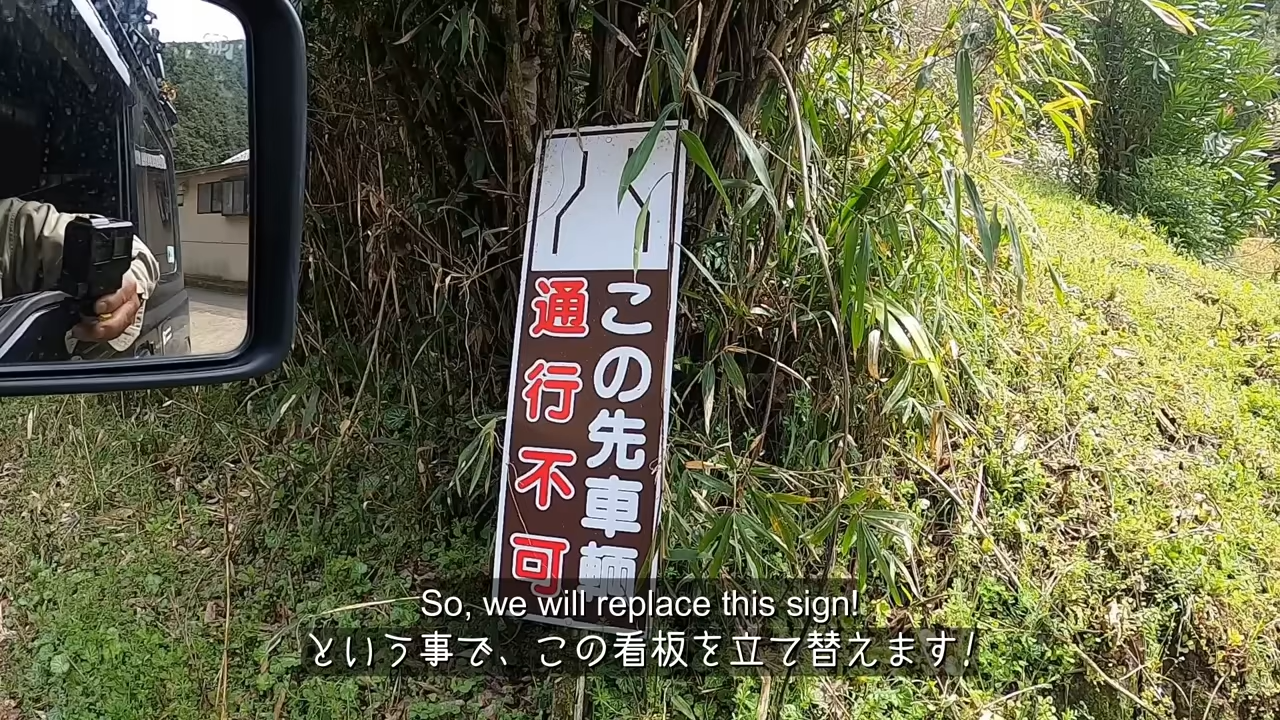 この先車輌
通行不可
So, we will replace this sign!
という事で、この看板を立て替えます!